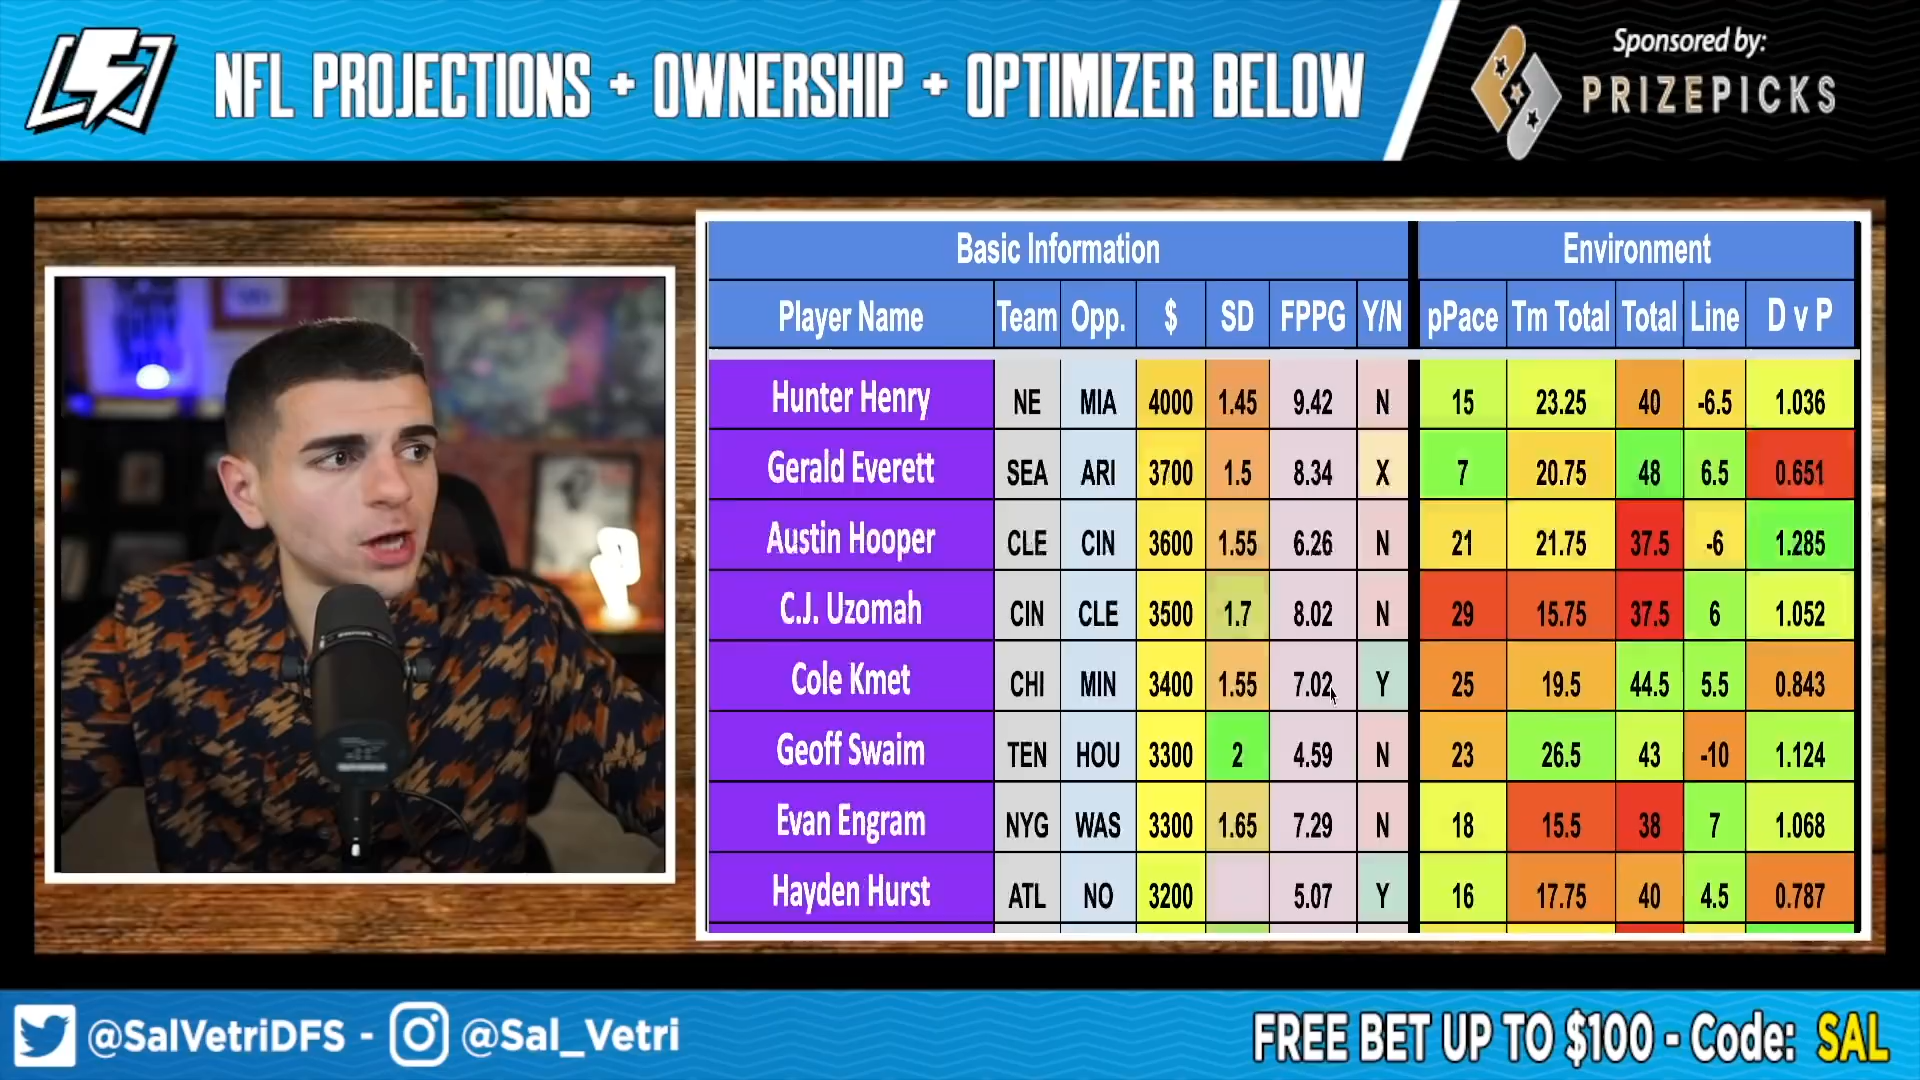 NFL PROJECTIONS + OWNERSHIP + OPTIMIZER BELOW
Sponsored by:
PRIZEPICKS
Basic Information Environment
Player Name Team Opp. $ SD FPPG Y/N pPace Tm Total Total Line D v P
Hunter Henry NE MIA 4000 1.45 9.42 N 15 23.25 40 -6.5 1.036
Gerald Everett SEA ARI 3700 1.5 8.34 X 7 20.75 48 6.5 0.651
Austin Hooper CLE CIN 3600 1.55 6.26 N 21 21.75 37.5 -6 1.285
C.J. Uzomah CIN CLE 3500 1.7 8.02 N 29 15.75 37.5 6 1.052
Cole Kmet CHI MIN 3400 1.55 7.02 Y 25 19.5 44.5 5.5 0.843
Geoff Swaim TEN HOU 3300 2 4.59 N 23 26.5 43 -10 1.124
Evan Engram NYG WAS 3300 1.65 7.29 N 18 15.5 38 7 1.068
Hayden Hurst ATL NO 3200 5.07 Y 16 17.75 40 4.5 0.787
@SalVetriDFS - @Sal_Vetri
FREE BET UP TO $100 - Code: SAL